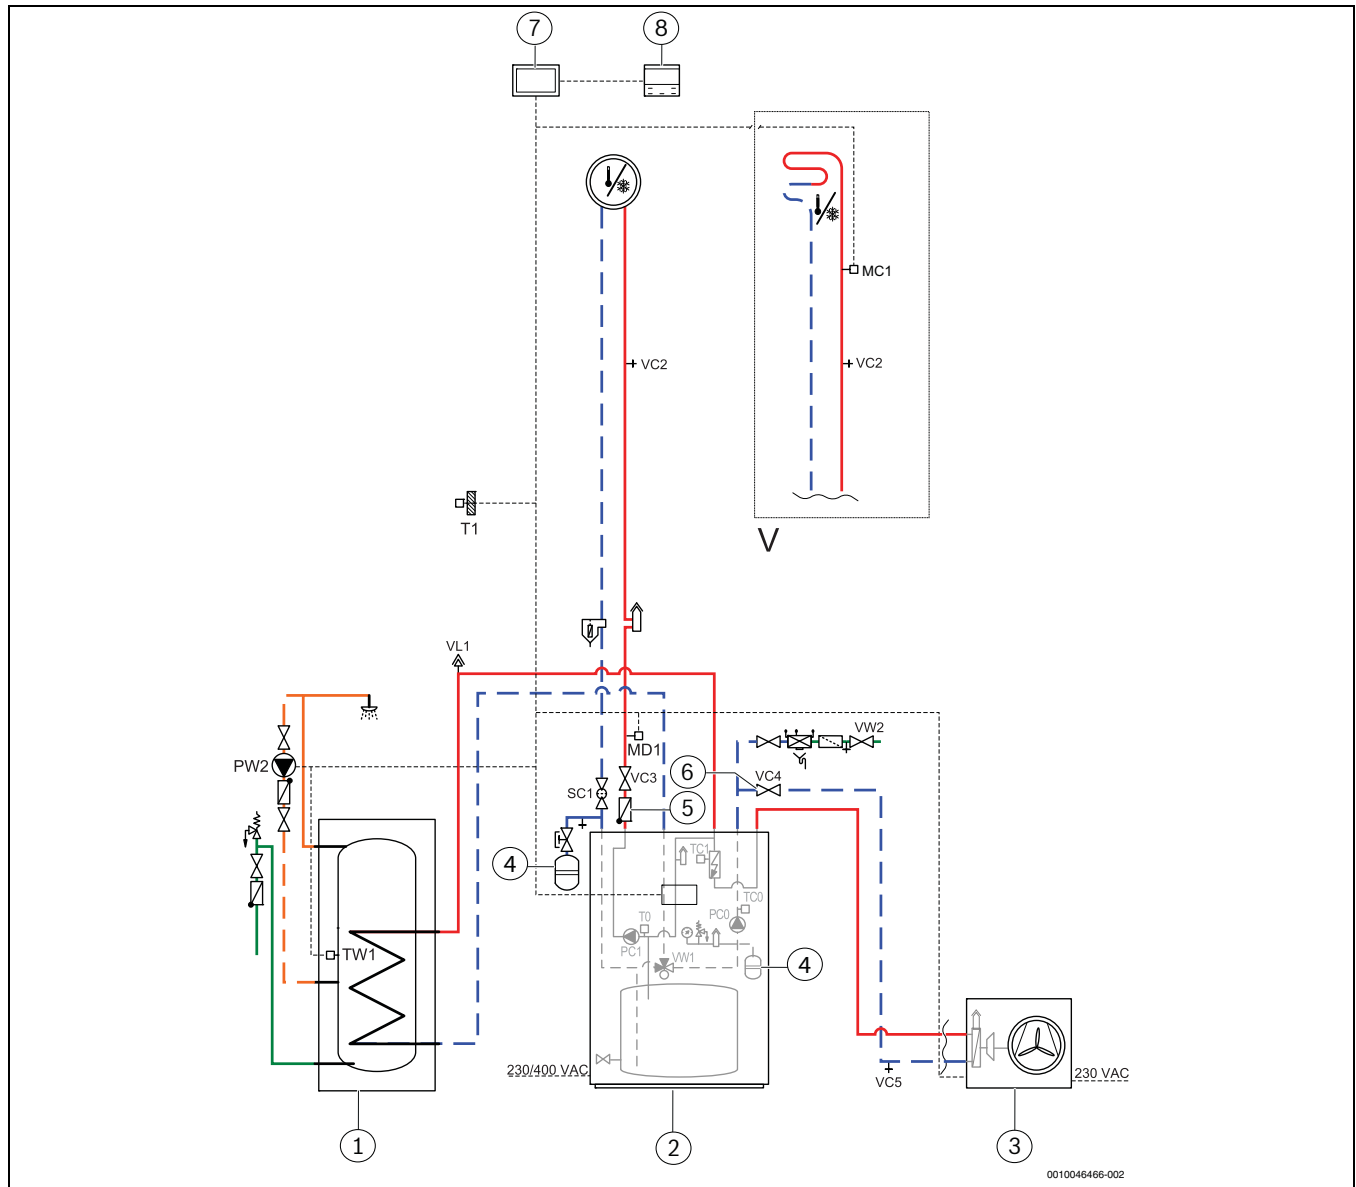 7
8
MC1
VC2
VC2
V
T1
VL1
VW2
MD1
PW2
6
VC4
VC3
SC1
5
4
TC1
TC0
T0
PC0
PC1
VW1
4
TW1
230/400 VAC
VC5
230 VAC
1
2
3
0010046466-002